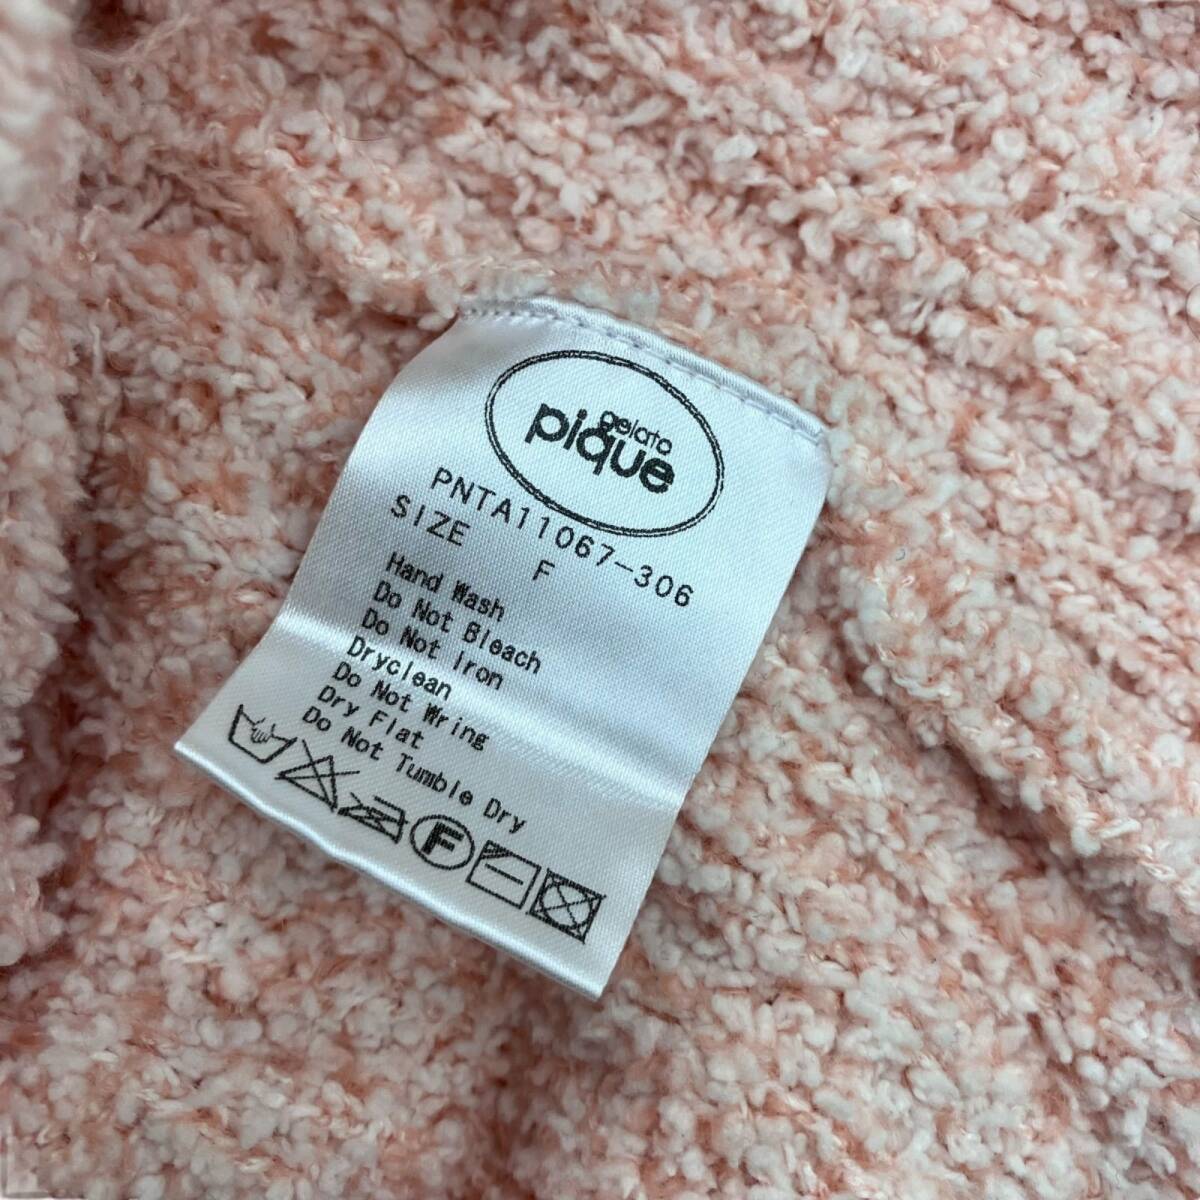 gelato
pique
PNTA11067-306
SIZE F
Hand Wash
Do Not Bleach
Do Not Iron
Dryclean
Do Not Wring
Dry Flat
Do Not Tumble Dry
F